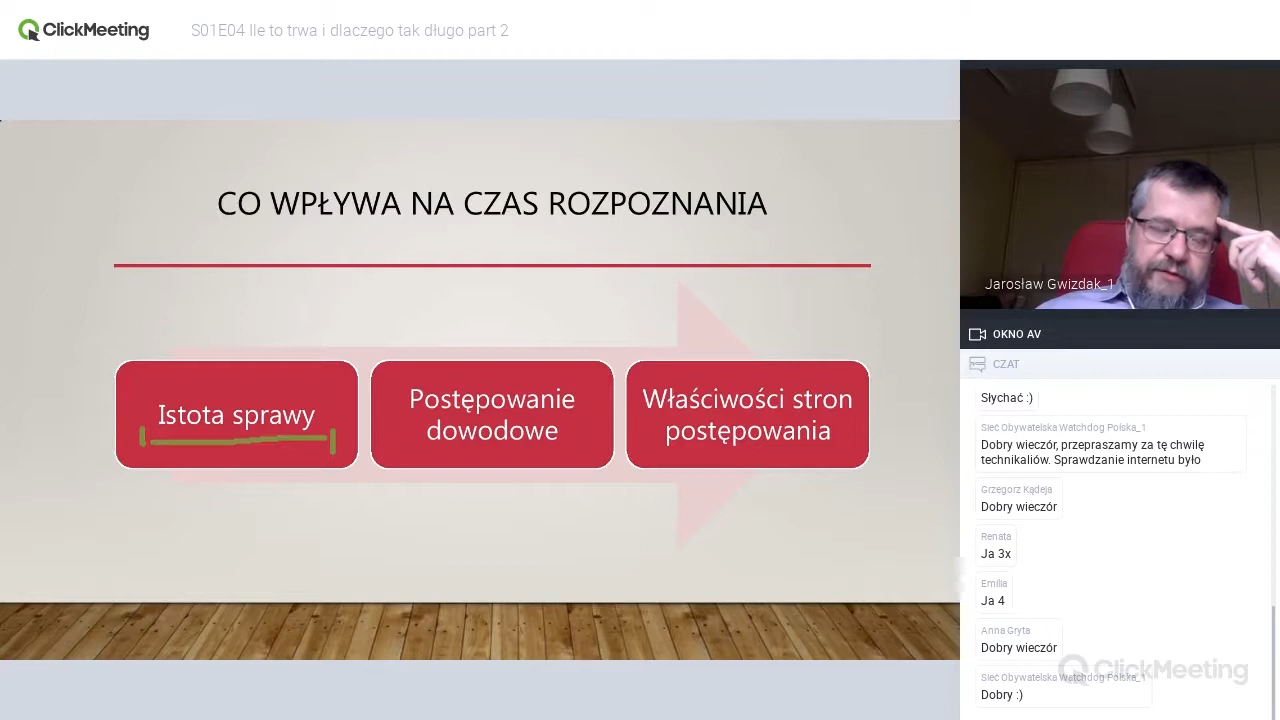 ClickMeeting
S01E04 Ile to trwa i dlaczego tak długo part 2
CO WPŁYWA NA CZAS ROZPOZNANIA
Istota sprawy
Postępowanie
dowodowe
Właściwości stron
postępowania
Jarosław Gwizdak_1
OKNO AV
CZAT
Słychać :)
Sieć Obywatelska Watchdog Polska_1
Dobry wieczór, przepraszamy za tę chwilę
technikaliów. Sprawdzanie internetu było
Grzegorz Kądeja
Dobry wieczór
Renata
Ja 3x
Emilia
Ja 4
Anna Gryta
Dobry wieczór
Sieć Obywatelska Watchdog Polska_1
Dobry :)
ClickMeeting